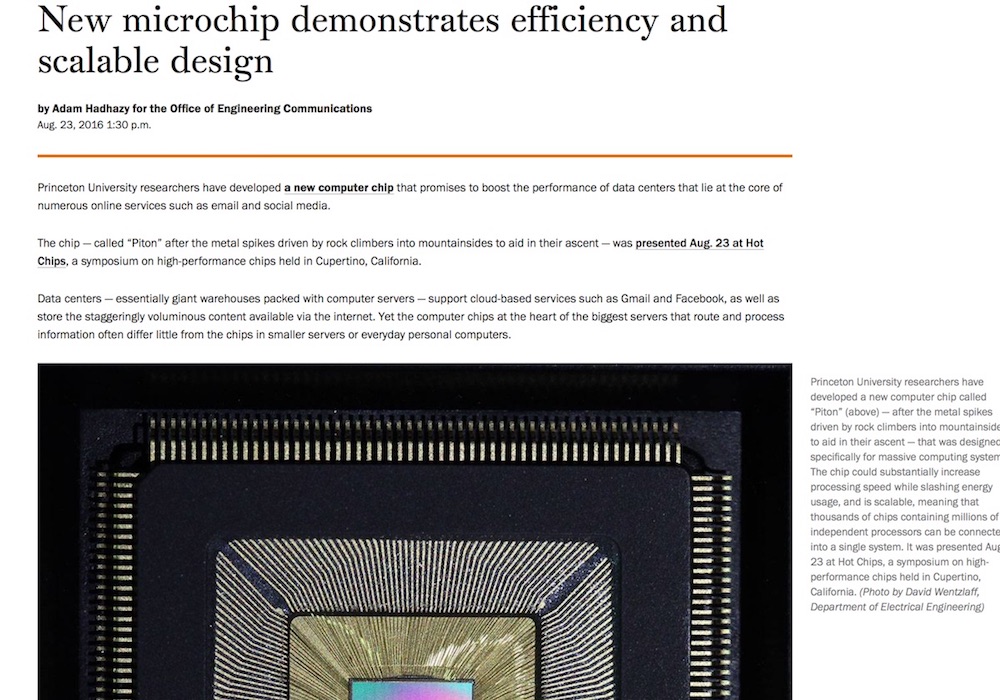 New microchip demonstrates efficiency and
scalable design
by Adam Hadhazy for the Office of Engineering Communications
Aug. 23, 2016 1:30 p.m.
Princeton University researchers have developed a new computer chip that promises to boost the performance of data centers that lie at the core of
numerous online services such as email and social media.
The chip — called “Piton” after the metal spikes driven by rock climbers into mountainsides to aid in their ascent — was presented Aug. 23 at Hot
Chips, a symposium on high-performance chips held in Cupertino, California.
Data centers — essentially giant warehouses packed with computer servers — support cloud-based services such as Gmail and Facebook, as well as
store the staggeringly voluminous content available via the internet. Yet the computer chips at the heart of the biggest servers that route and process
information often differ little from the chips in smaller servers or everyday personal computers.
Princeton University researchers have
developed a new computer chip called
“Piton” (above) — after the metal spikes
driven by rock climbers into mountainside
to aid in their ascent — that was designed
specifically for massive computing system
The chip could substantially increase
processing speed while slashing energy
usage, and is scalable, meaning that
thousands of chips containing millions of
independent processors can be connecte
into a single system. It was presented Aug
23 at Hot Chips, a symposium on high-
performance chips held in Cupertino,
California. (Photo by David Wentzlaff,
Department of Electrical Engineering)